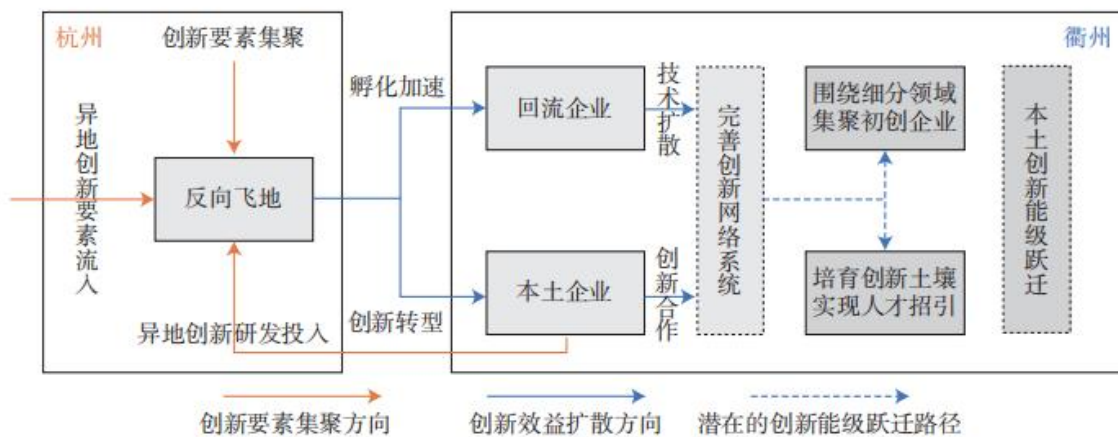 杭州
创新要素集聚
衢州
异地创新要素流入
反向飞地
孵化加速
创新转型
异地创新研发投入
回流企业
技术扩散
本土企业
创新合作
完善创新网络系统
围绕细分领域
集聚初创企业
培育创新土壤
实现人才招引
本土创新能级跃迁
创新要素集聚方向
创新效益扩散方向
潜在的创新能级跃迁路径